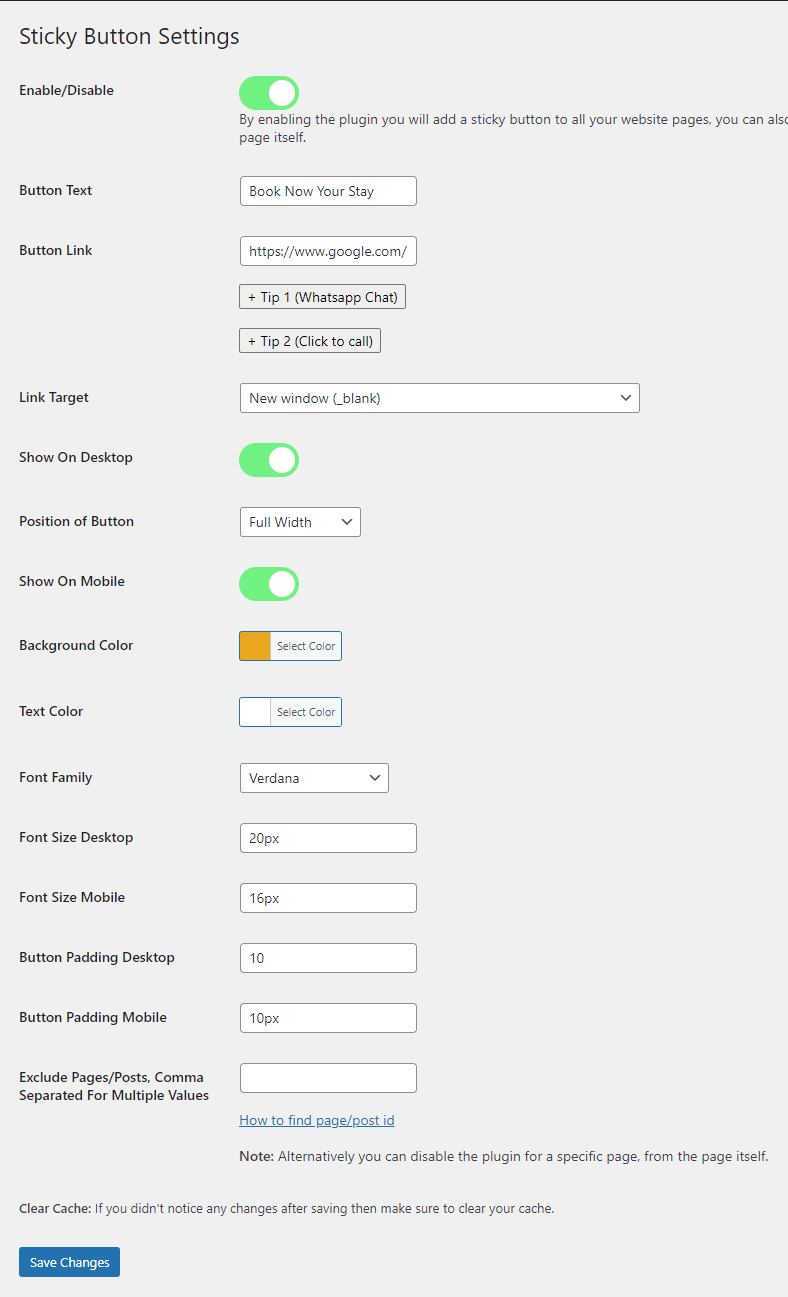 Sticky Button Settings
Enable/Disable
By enabling the plugin you will add a sticky button to all your website pages, you can also
page itself.
Button Text
Book Now Your Stay
Button Link
https://www.google.com/
+ Tip 1 (Whatsapp Chat)
+ Tip 2 (Click to call)
Link Target
New window (_blank)
Show On Desktop
Position of Button
Full Width
Show On Mobile
Background Color
Select Color
Text Color
Select Color
Font Family
Verdana
Font Size Desktop
20px
Font Size Mobile
16px
Button Padding Desktop
10
Button Padding Mobile
10px
Exclude Pages/Posts, Comma
Separated For Multiple Values
How to find page/post id
Note: Alternatively you can disable the plugin for a specific page, from the page itself.
Clear Cache: If you didn't notice any changes after saving then make sure to clear your cache.
Save Changes